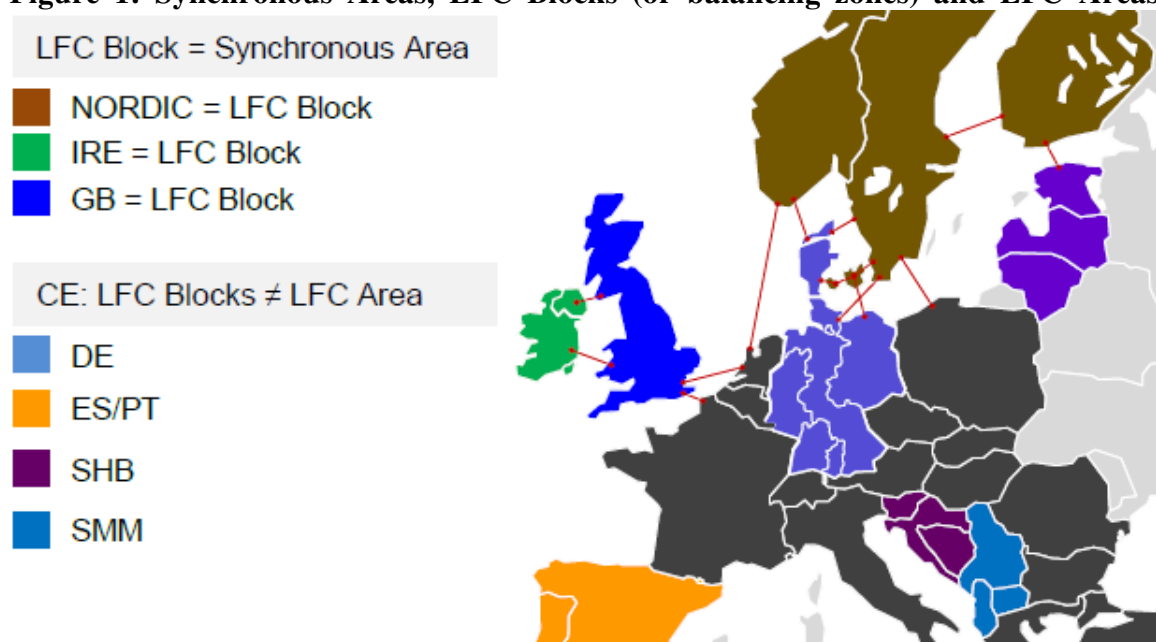 Figure 1: Synchronous Areas, LFC Blocks (or balancing zones) and LFC Areas
LFC Block = Synchronous Area
NORDIC = LFC Block
IRE = LFC Block
GB = LFC Block
CE: LFC Blocks ≠ LFC Area
DE
ES/PT
SHB
SMM